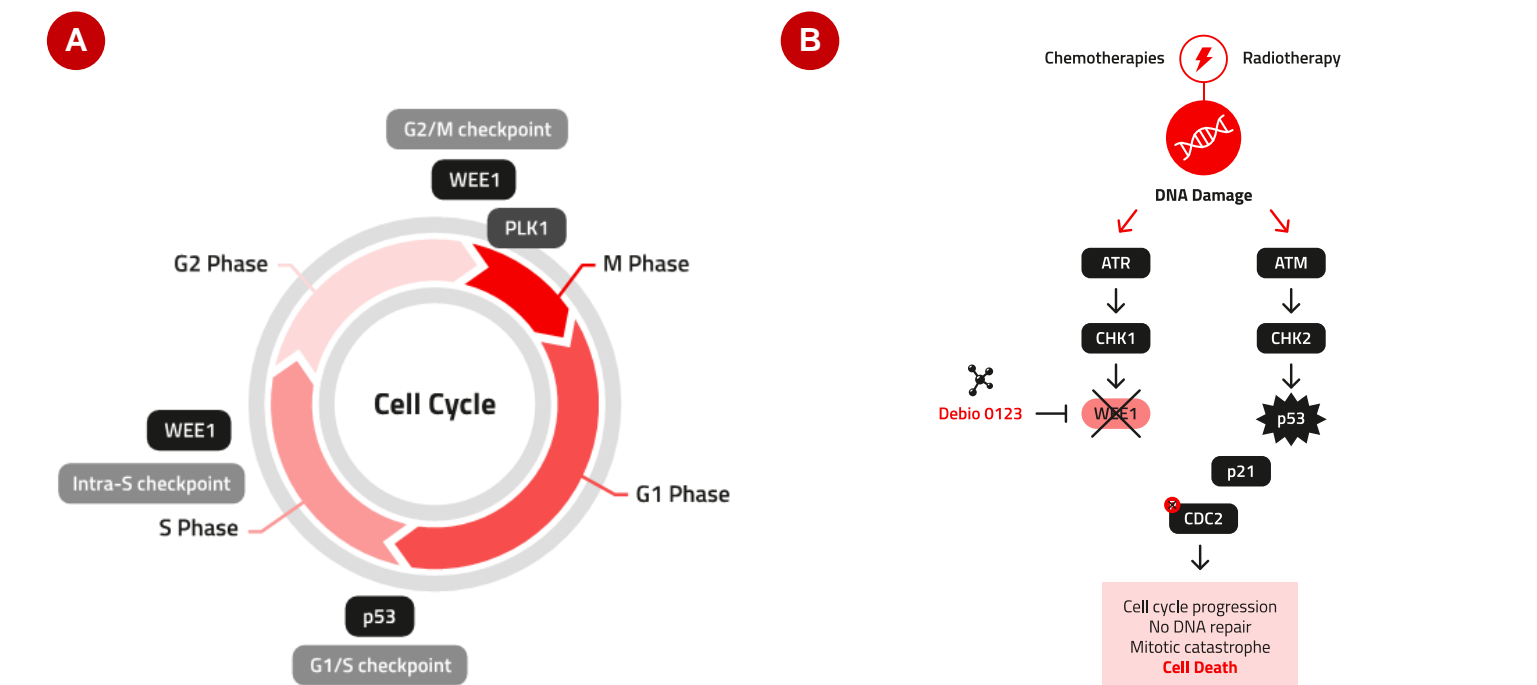 A
G2/M checkpoint
WEE1
PLK1
G2 Phase
M Phase
Cell Cycle
WEE1
Intra-S checkpoint
G1 Phase
S Phase
p53
G1/S checkpoint
B
Chemotherapies
Radiotherapy
DNA Damage
ATR
ATM
CHK1
CHK2
Debio 0123
WEE1
p53
p21
CDC2
Cell cycle progression
No DNA repair
Mitotic catastrophe
Cell Death